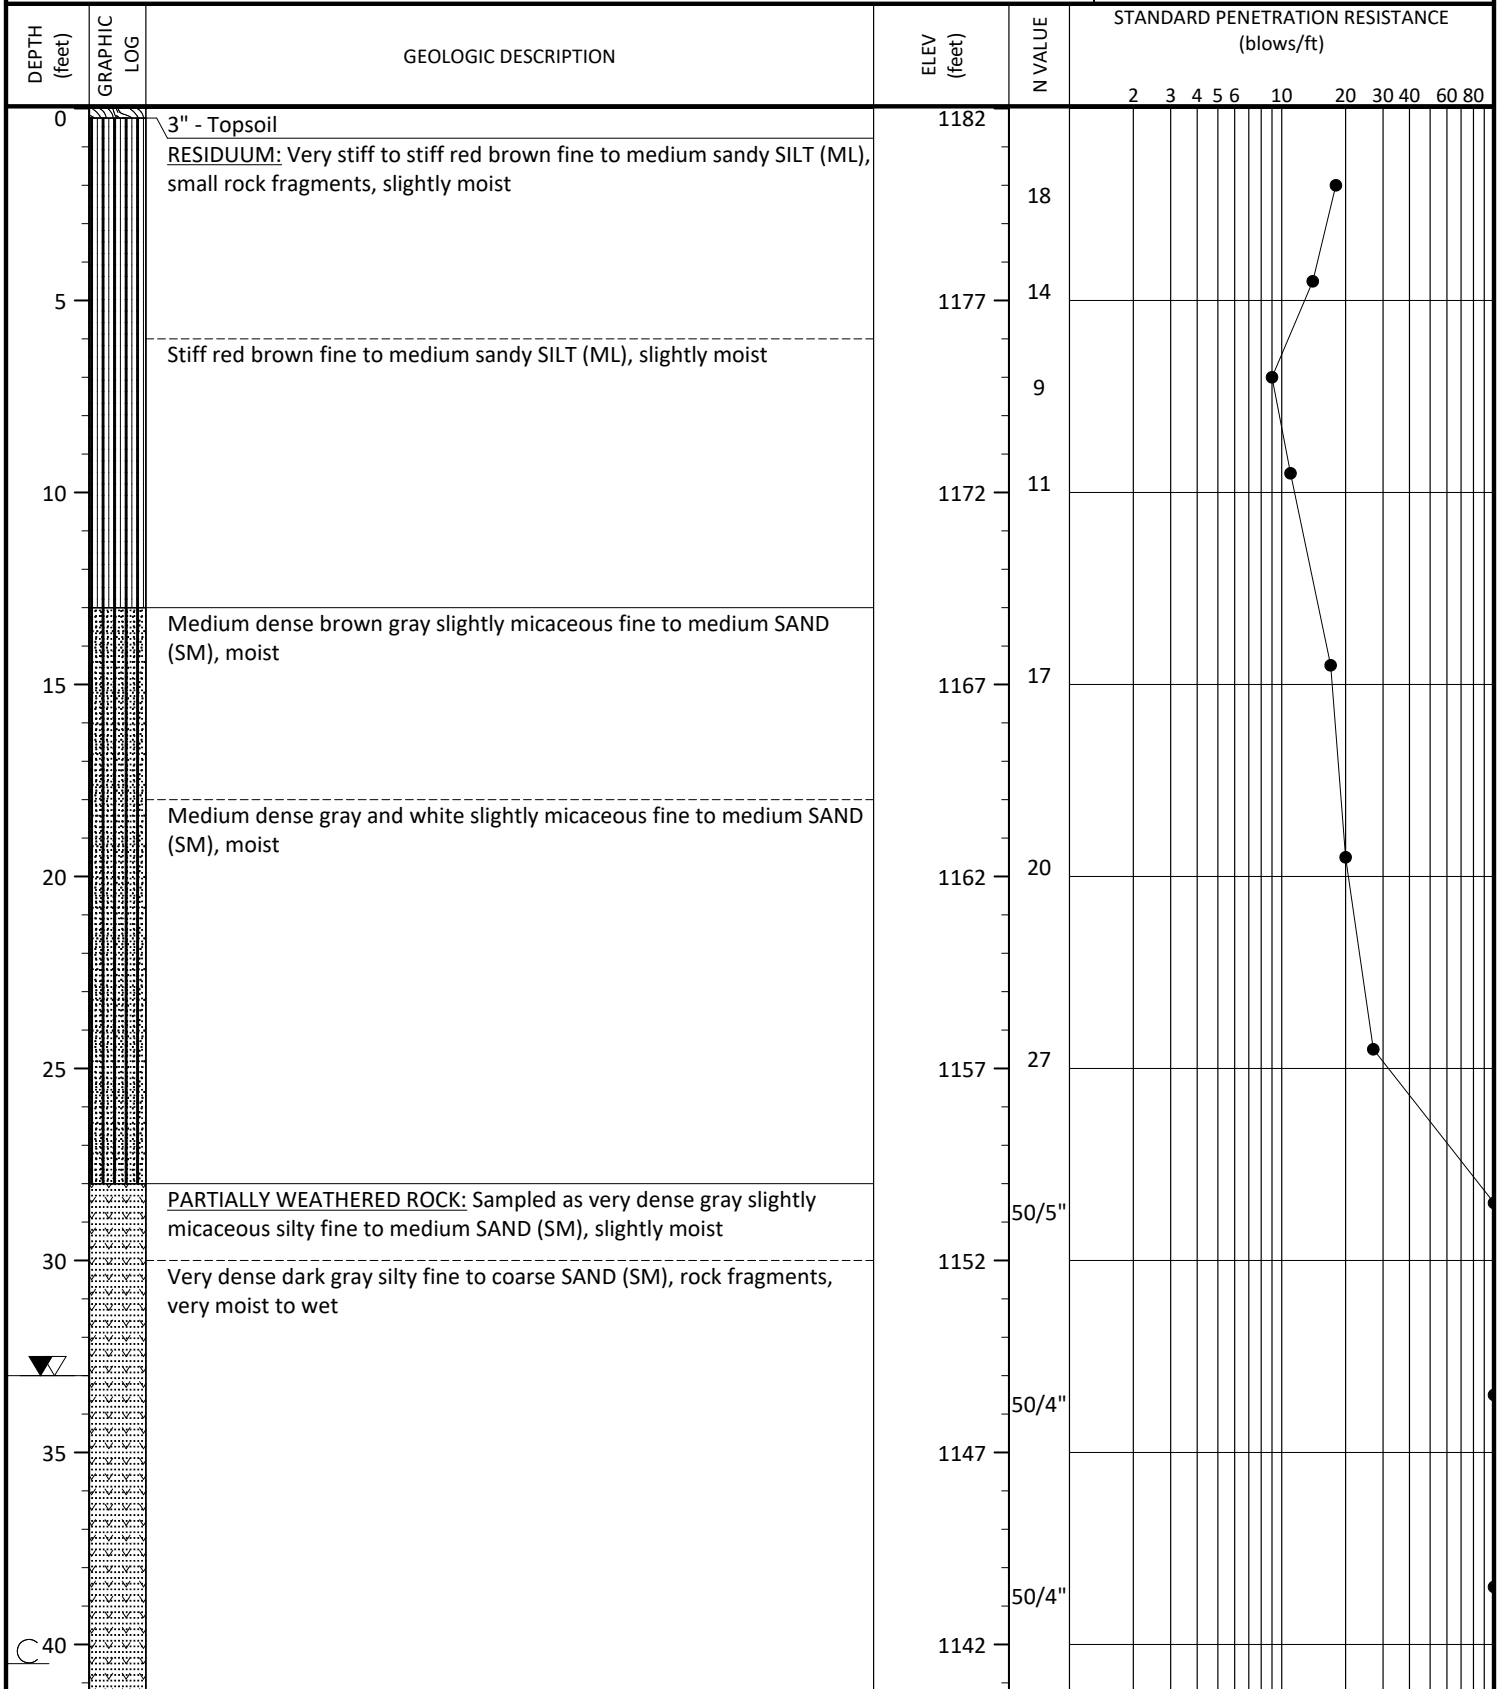 DEPTH
(feet)
GRAPHIC
LOG
GEOLOGIC DESCRIPTION
ELEV
(feet)
N VALUE
STANDARD PENETRATION RESISTANCE
(blows/ft)
2 3 4 5 6 10 20 30 40 60 80
0
3" - Topsoil
1182
RESIDUUM: Very stiff to stiff red brown fine to medium sandy SILT (ML),
small rock fragments, slightly moist
18
14
5
1177
Stiff red brown fine to medium sandy SILT (ML), slightly moist
9
11
10
1172
Medium dense brown gray slightly micaceous fine to medium SAND
(SM), moist
17
15
1167
Medium dense gray and white slightly micaceous fine to medium SAND
(SM), moist
20
20
1162
27
25
1157
PARTIALLY WEATHERED ROCK: Sampled as very dense gray slightly
micaceous silty fine to medium SAND (SM), slightly moist
50/5"
30
1152
Very dense dark gray silty fine to coarse SAND (SM), rock fragments,
very moist to wet
50/4"
35
1147
50/4"
C 40
1142